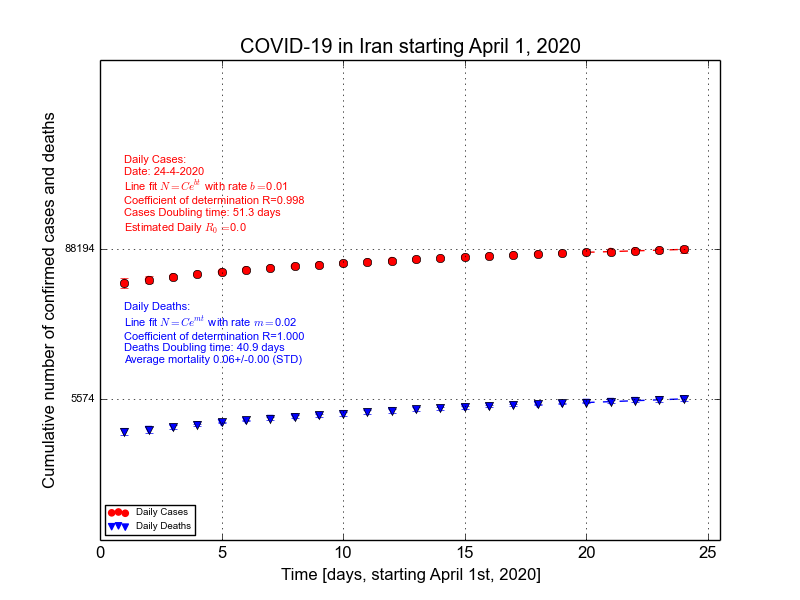 COVID-19 in Iran starting April 1, 2020
Cumulative number of confirmed cases and deaths
Daily Cases:
Date: 24-4-2020
Line fit N = Ce^{bt} with rate b =0.01
Coefficient of determination R=0.998
Cases Doubling time: 51.3 days
Estimated Daily R_0 =0.0
88194
Daily Deaths:
Line fit N = Ce^{mt} with rate m =0.02
Coefficient of determination R=1.000
Deaths Doubling time: 40.9 days
Average mortality 0.06+/-0.00 (STD)
5574
Daily Cases
Daily Deaths
0 5 10 15 20 25
Time [days, starting April 1st, 2020]